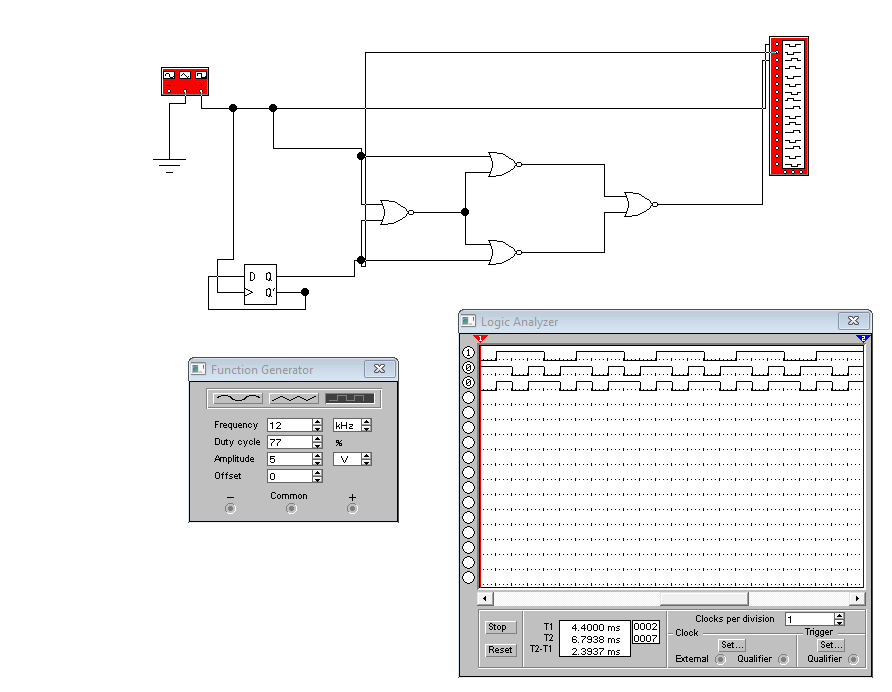 D Q
Q'
Logic Analyzer
1 2
1
0
0
Function Generator
Frequency 12 kHz
Duty cycle 77 %
Amplitude 5 V
Offset 0
− Common +
Stop
Reset
T1 4.4000 ms 0002
T2 6.7938 ms 0007
T2-T1 2.3937 ms
Clocks per division 1
Clock Trigger
Set... Set...
External Qualifier Qualifier